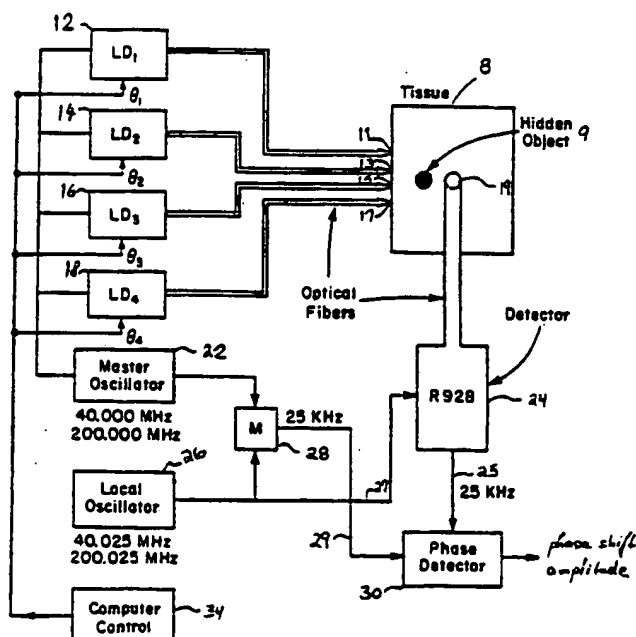 12
LD1
θ1
14
LD2
θ2
16
LD3
θ3
18
LD4
θ4
Tissue
8
Hidden
Object
9
11
13
15
17
19
Optical
Fibers
Detector
R928
24
Master
Oscillator
22
40.000 MHz
200.000 MHz
M
28
25 KHz
Local
Oscillator
26
40.025 MHz
200.025 MHz
27
25
25 KHz
29
Phase
Detector
30
phase shift
amplitude
Computer
Control
34